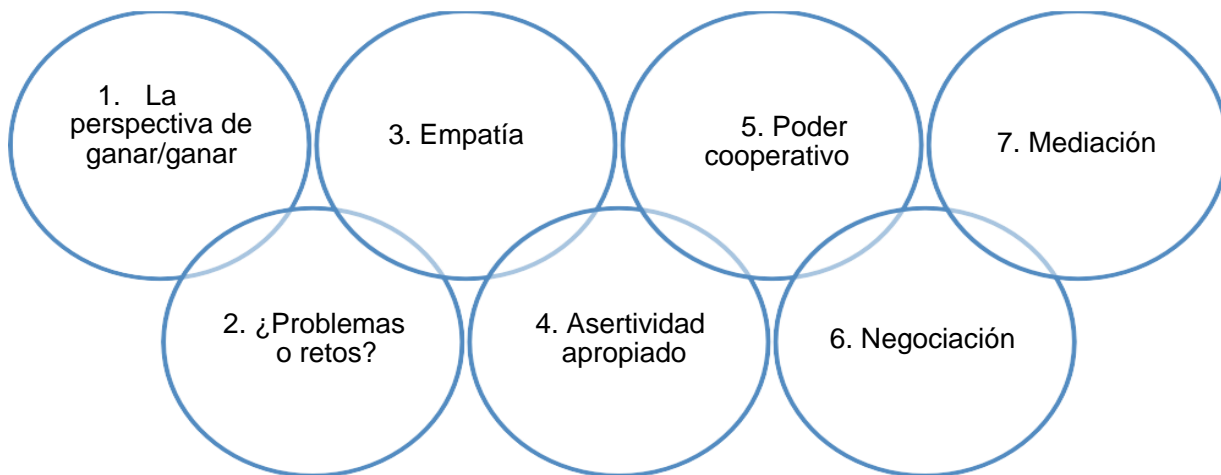 1. La
perspectiva de
ganar/ganar
2. ¿Problemas
o retos?
3. Empatía
4. Asertividad
apropiado
5. Poder
cooperativo
6. Negociación
7. Mediación